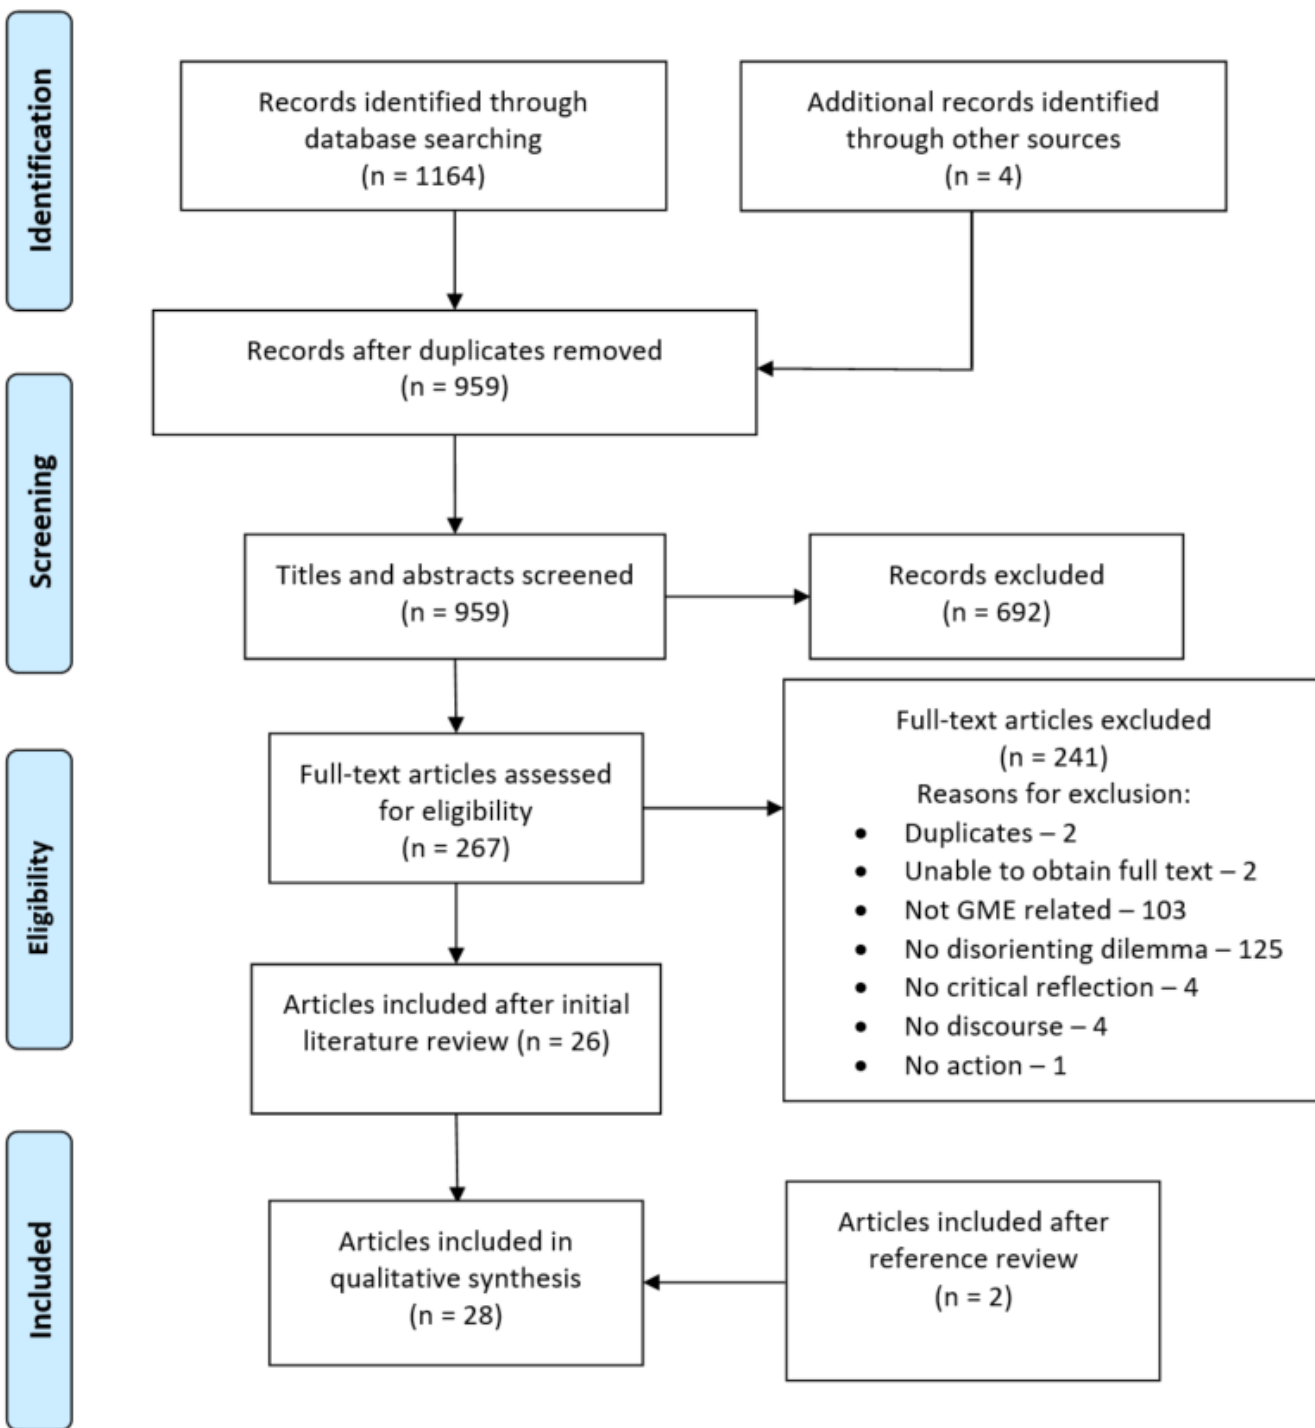 Identification
Records identified through
database searching
(n = 1164)
Additional records identified
through other sources
(n = 4)
Records after duplicates removed
(n = 959)
Screening
Titles and abstracts screened
(n = 959)
Records excluded
(n = 692)
Eligibility
Full-text articles assessed
for eligibility
(n = 267)
Full-text articles excluded
(n = 241)
Reasons for exclusion:
• Duplicates – 2
• Unable to obtain full text – 2
• Not GME related – 103
• No disorienting dilemma – 125
• No critical reflection – 4
• No discourse – 4
• No action – 1
Articles included after initial
literature review (n = 26)
Included
Articles included in
qualitative synthesis
(n = 28)
Articles included after
reference review
(n = 2)